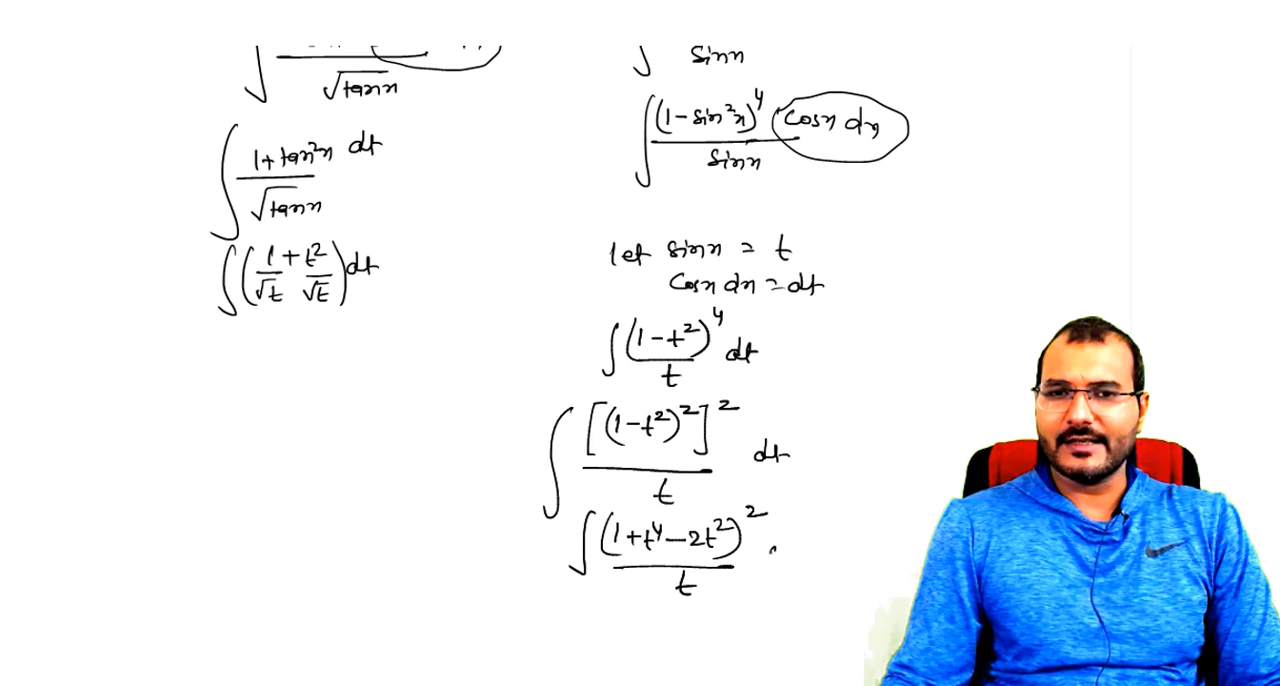 ∫ ――― / √tanx
∫ (1+tan²x) / √tanx dt
∫ (1/√t + t²/√t) dt
∫ ――― / sinx
∫ (1-sin²x)⁴ / sinx cosx dx
let sinx = t
cosx dx = dt
∫ (1-t²)⁴ / t dt
∫ [(1-t²)²]² / t dt
∫ (1+t⁴-2t²)² / t